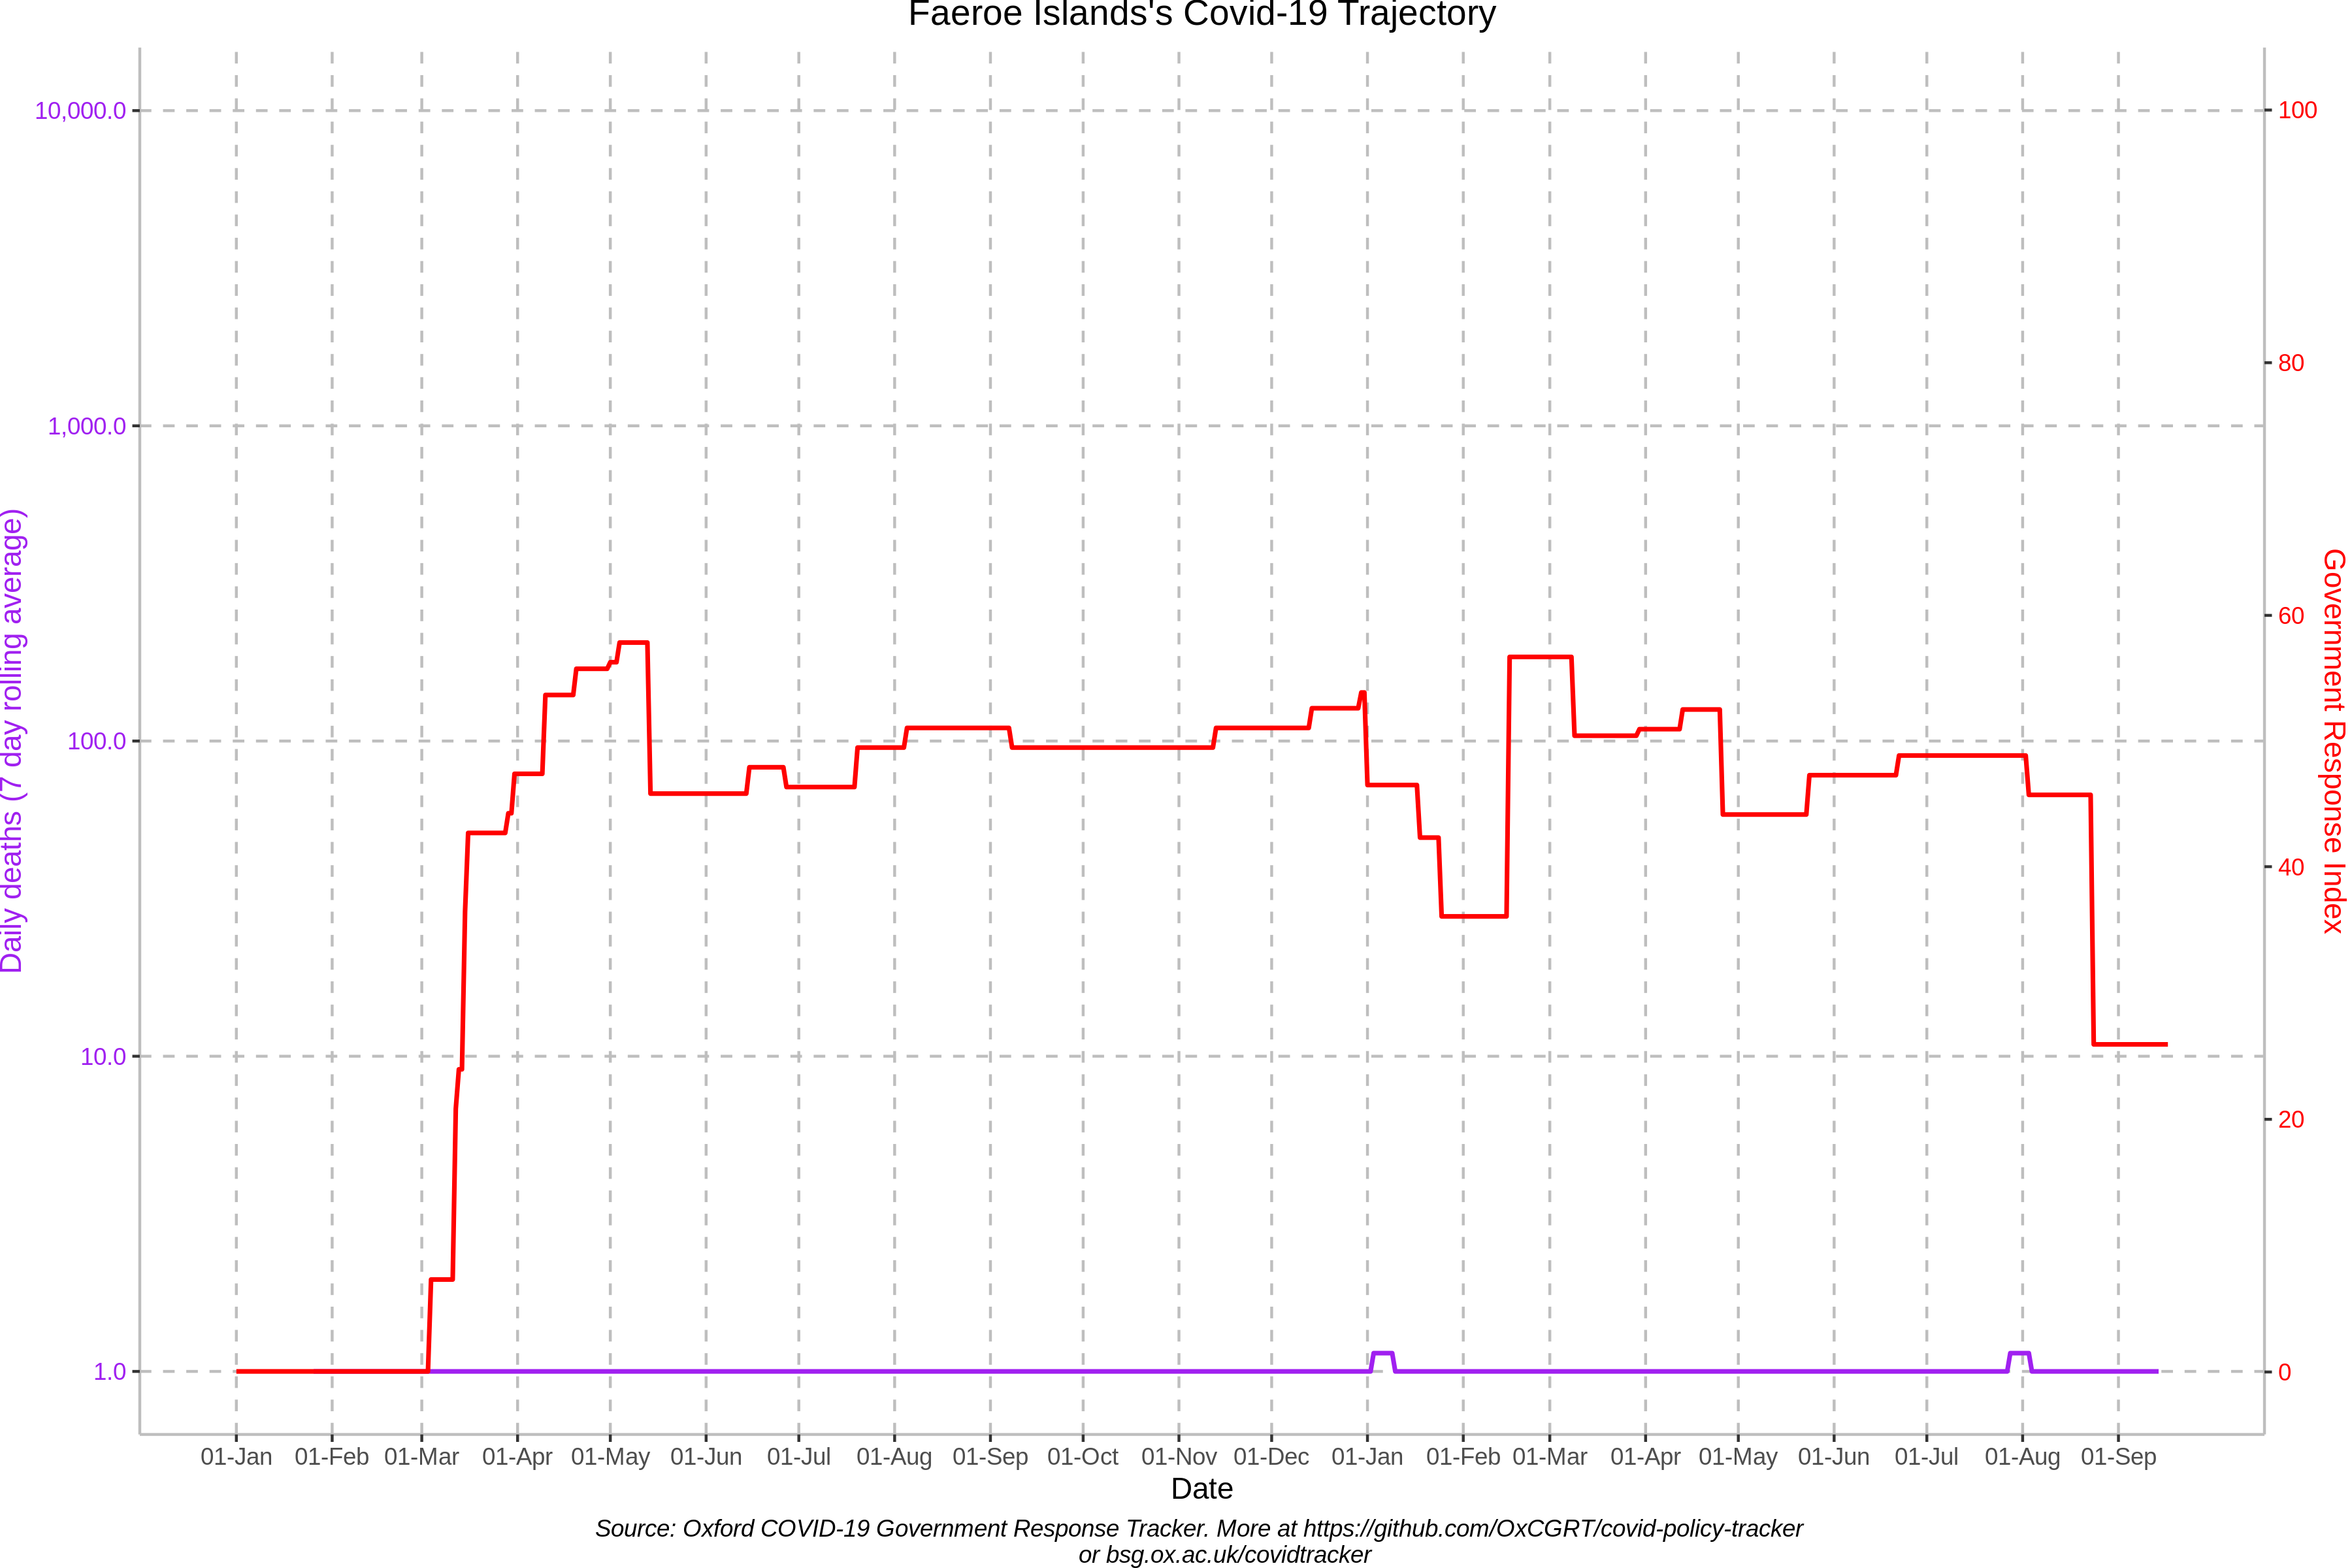 Faeroe Islands's Covid-19 Trajectory
10,000.0
1,000.0
100.0
10.0
1.0
Daily deaths (7 day rolling average)
100
80
60
40
20
0
Government Response Index
01-Jan 01-Feb 01-Mar 01-Apr 01-May 01-Jun 01-Jul 01-Aug 01-Sep 01-Oct 01-Nov 01-Dec 01-Jan 01-Feb 01-Mar 01-Apr 01-May 01-Jun 01-Jul 01-Aug 01-Sep
Date
Source: Oxford COVID-19 Government Response Tracker. More at https://github.com/OxCGRT/covid-policy-tracker
or bsg.ox.ac.uk/covidtracker